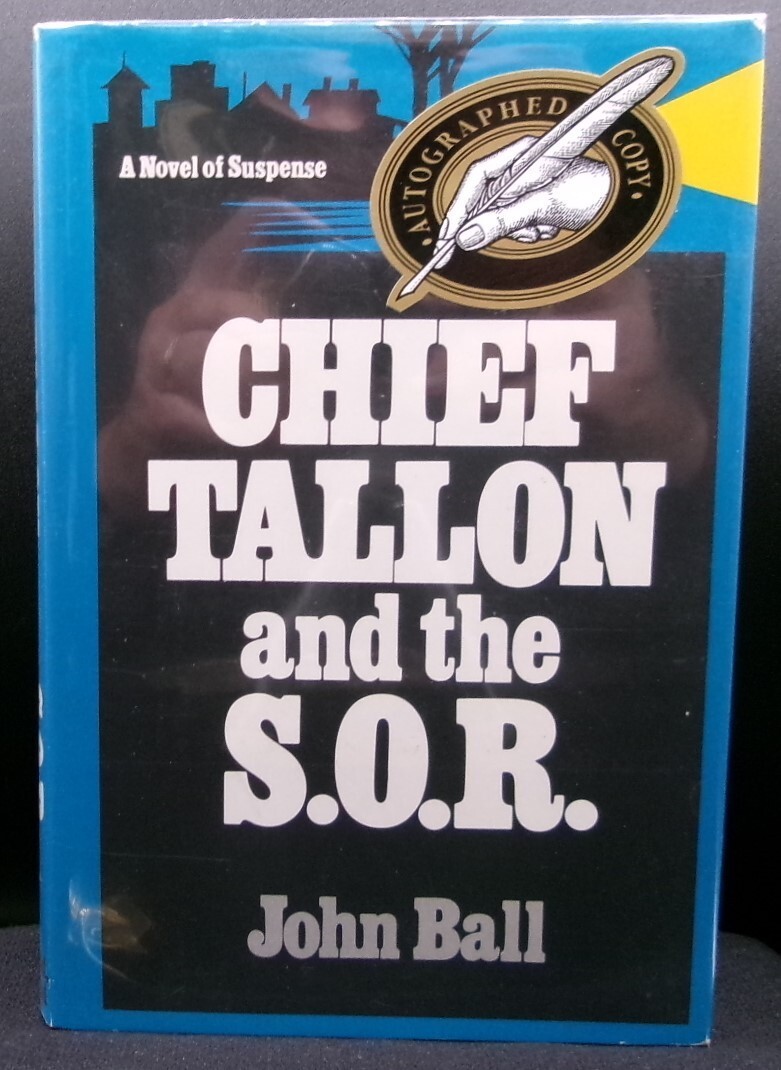 A Novel of Suspense
• AUTOGRAPHED COPY •
CHIEF
TALLON
and the
S.O.R.
John Ball